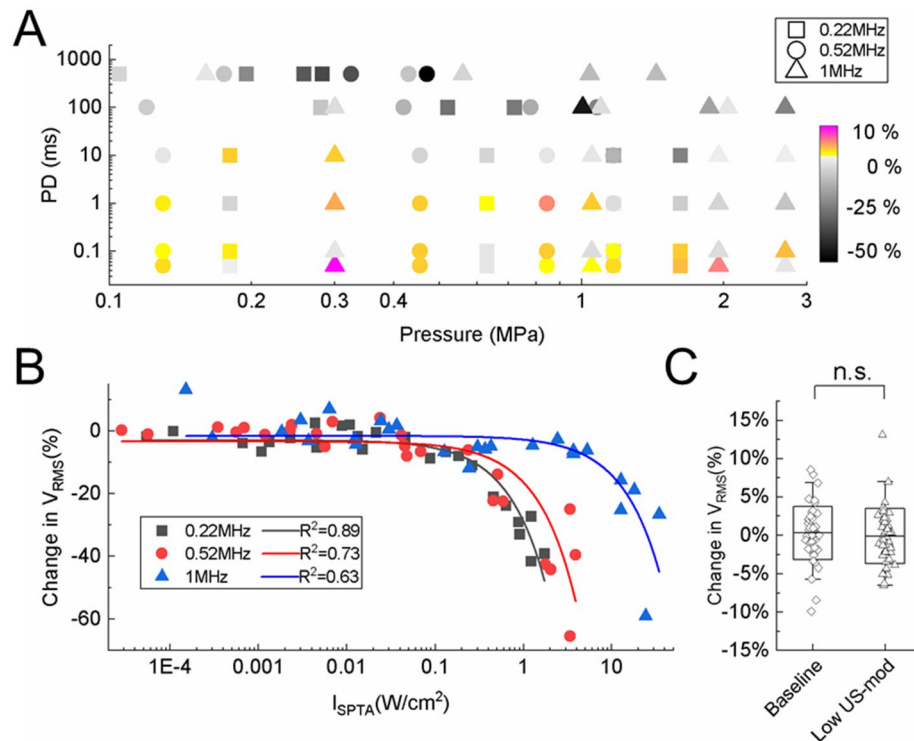 A
0.22MHz
0.52MHz
1MHz
PD (ms)
1000
100
10
1
0.1
10 %
0 %
-25 %
-50 %
0.1
0.2
0.3
0.4
1
2
3
Pressure (MPa)
B
Change in V_RMS(%)
0
-20
-40
-60
0.22MHz R²=0.89
0.52MHz R²=0.73
1MHz R²=0.63
1E-4
0.001
0.01
0.1
1
10
I_SPTA(W/cm²)
C
n.s.
Change in V_RMS(%)
15%
10%
5%
0%
-5%
-10%
-15%
Baseline
Low US-mod